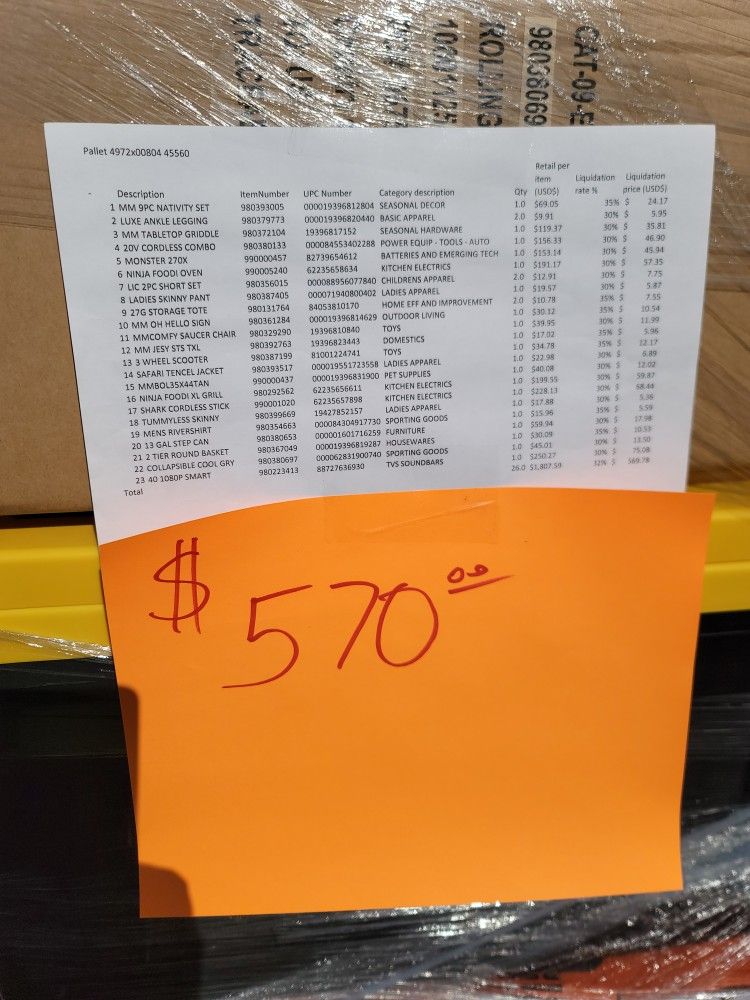 CAT-09-E
98038069
ROLLING
Pallet 4972x00804 45560
Description ItemNumber UPC Number Category description Qty Retail per item (USD$) Liquidation rate % Liquidation price (USD$)
1 MM 9PC NATIVITY SET 980393005 000019396812804 SEASONAL DECOR 1.0 $69.05 35% $ 24.17
2 LUXE ANKLE LEGGING 980379773 000019396820440 BASIC APPAREL 2.0 $9.91 30% $ 5.95
3 MM TABLETOP GRIDDLE 980372104 19396817152 SEASONAL HARDWARE 1.0 $119.37 30% $ 35.81
4 20V CORDLESS COMBO 980380133 000084553402288 POWER EQUIP - TOOLS - AUTO 1.0 $156.33 30% $ 46.90
5 MONSTER 270X 990000457 82739654612 BATTERIES AND EMERGING TECH 1.0 $153.14 30% $ 45.94
6 NINJA FOODI OVEN 990005240 62235658634 KITCHEN ELECTRICS 1.0 $191.17 30% $ 57.35
7 LIC 2PC SHORT SET 980356015 000088956077840 CHILDRENS APPAREL 2.0 $12.91 30% $ 7.75
8 LADIES SKINNY PANT 980387405 000071940800402 LADIES APPAREL 1.0 $19.57 30% $ 5.87
9 27G STORAGE TOTE 980131764 84053810170 HOME EFF AND IMPROVEMENT 2.0 $10.78 35% $ 7.55
10 MM OH HELLO SIGN 980361284 000019396814629 OUTDOOR LIVING 1.0 $30.12 35% $ 10.54
11 MMCOMFY SAUCER CHAIR 980329290 19396810840 TOYS 1.0 $39.95 30% $ 11.99
12 MM JESY STS TXL 980392763 19396823443 DOMESTICS 1.0 $17.02 35% $ 5.96
13 3 WHEEL SCOOTER 980387199 81001224741 TOYS 1.0 $34.78 35% $ 12.17
14 SAFARI TENCEL JACKET 980393517 000019551723558 LADIES APPAREL 1.0 $22.98 30% $ 6.89
15 MMBOL35X44TAN 990000437 000019396831900 PET SUPPLIES 1.0 $40.08 30% $ 12.02
16 NINJA FOODI XL GRILL 980292562 62235656611 KITCHEN ELECTRICS 1.0 $199.55 30% $ 59.87
17 SHARK CORDLESS STICK 990001020 62235657898 KITCHEN ELECTRICS 1.0 $228.13 30% $ 68.44
18 TUMMYLESS SKINNY 980399669 19427852157 LADIES APPAREL 1.0 $17.88 30% $ 5.36
19 MENS RIVERSHIRT 980354663 000084304917730 SPORTING GOODS 1.0 $15.96 35% $ 5.59
20 13 GAL STEP CAN 980380653 000001601716259 FURNITURE 1.0 $59.94 30% $ 17.98
21 2 TIER ROUND BASKET 980367049 000019396819287 HOUSEWARES 1.0 $30.09 35% $ 10.53
22 COLLAPSIBLE COOL GRY 980380697 000062831900740 SPORTING GOODS 1.0 $45.01 30% $ 13.50
23 40 1080P SMART 980223413 88727636930 TVS SOUNDBARS 1.0 $250.27 30% $ 75.08
Total 26.0 $1,807.59 32% $ 569.78
$ 570.00